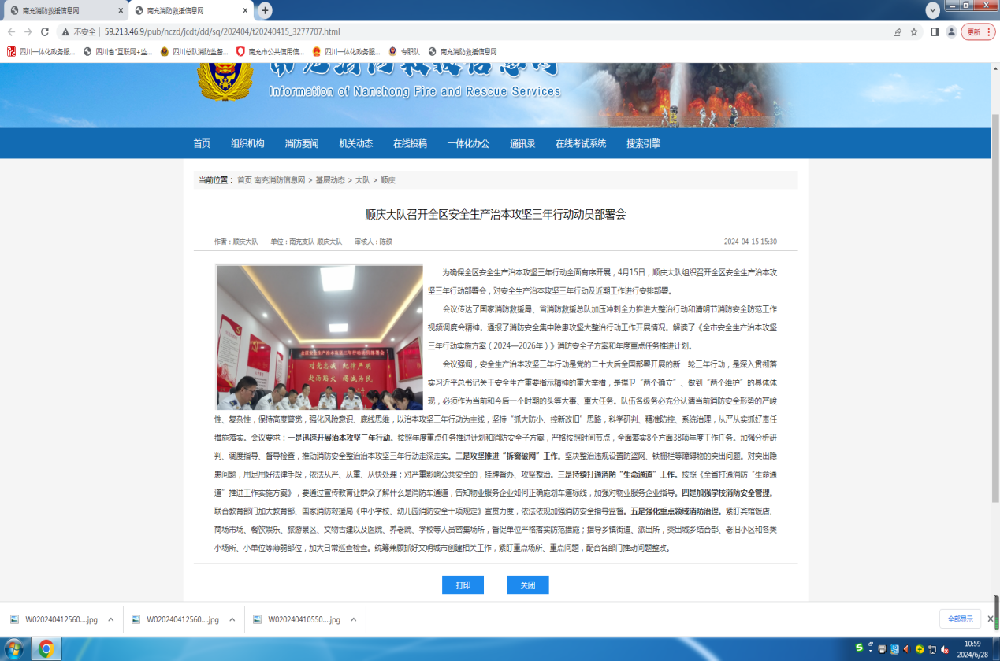 南充消防救援信息网
南充消防救援信息网
不安全
59.213.46.9/pub/nczd/jcdt/dd/sq/202404/t20240415_3277707.html
更新
四川一体化政务服...
四川省"互联网+监...
四川总队消防监督...
南充市公共信用信...
四川一体化政务服...
专职队
南充消防救援信息网
南充消防救援信息网
Information of Nanchong Fire and Rescue Services
首页 组织机构 消防要闻 机关动态 在线投稿 一体化办公 通讯录 在线考试系统 搜索引擎
当前位置： 首页 南充消防信息网 > 基层动态 > 大队 > 顺庆
顺庆大队召开全区安全生产治本攻坚三年行动动员部署会
作者：顺庆大队 单位：南充支队-顺庆大队 审核人：陈硕 2024-04-15 15:30
对党忠诚 纪律严明
赴汤蹈火 竭诚为民
为确保全区安全生产治本攻坚三年行动全面有序开展，4月15日，顺庆大队组织召开全区安全生产治本攻
坚三年行动部署会，对安全生产治本攻坚三年行动及近期工作进行安排部署。
会议传达了国家消防救援局、省消防救援总队加压冲刺全力推进大整治行动和清明节消防安全防范工作
视频调度会精神。通报了消防安全集中除患攻坚大整治行动工作开展情况。解读了《全市安全生产治本攻坚
三年行动实施方案（2024—2026年）》消防安全子方案和年度重点任务推进计划。
会议强调，安全生产治本攻坚三年行动是党的二十大后全国部署开展的新一轮三年行动，是深入贯彻落
实习近平总书记关于安全生产重要指示精神的重大举措，是捍卫“两个确立”、做到“两个维护”的具体体
现，必须作为当前和今后一个时期的头等大事、重大任务。队伍各级务必充分认清当前消防安全形势的严峻
性、复杂性，保持高度警觉，强化风险意识、底线思维，以治本攻坚三年行动为主线，坚持“抓大防小、控新改旧”思路，科学研判、精准防控、系统治理，从严从实抓好责任
措施落实。会议要求：一是迅速开展治本攻坚三年行动。按照年度重点任务推进计划和消防安全子方案，严格按照时间节点，全面落实8个方面38项年度工作任务。加强分析研
判、调度指导、督导检查，推动消防安全整治治本攻坚三年行动走深走实。二是攻坚推进“拆窗破网”工作。坚决整治违规设置防盗网、铁栅栏等障碍物的突出问题。对突出隐
患问题，用足用好法律手段，依法从严、从重、从快处理；对严重影响公共安全的，挂牌督办、攻坚整治。三是持续打通消防“生命通道”工作。按照《全省打通消防“生命通
道”推进工作实施方案》，要通过宣传教育让群众了解什么是消防车通道，告知物业服务企业如何正确施划车道标线，加强对物业服务企业指导。四是加强学校消防安全管理。
联合教育部门加大教育部、国家消防救援局《中小学校、幼儿园消防安全十项规定》宣贯力度，依法依规加强消防安全指导监督。五是强化重点领域消防治理。紧盯宾馆饭店、
商场市场、餐饮娱乐、旅游景区、文物古建以及医院、养老院、学校等人员密集场所，督促单位严格落实防范措施；指导乡镇街道、派出所，突出城乡结合部、老旧小区和各类
小场所、小单位等薄弱部位，加大日常巡查检查。统筹兼顾抓好文明城市创建相关工作，紧盯重点场所、重点问题，配合各部门推动问题整改。
打印 关闭
W020240412560....jpg
W020240412560....jpg
W020240410550....jpg
全部显示
10:59
2024/6/28